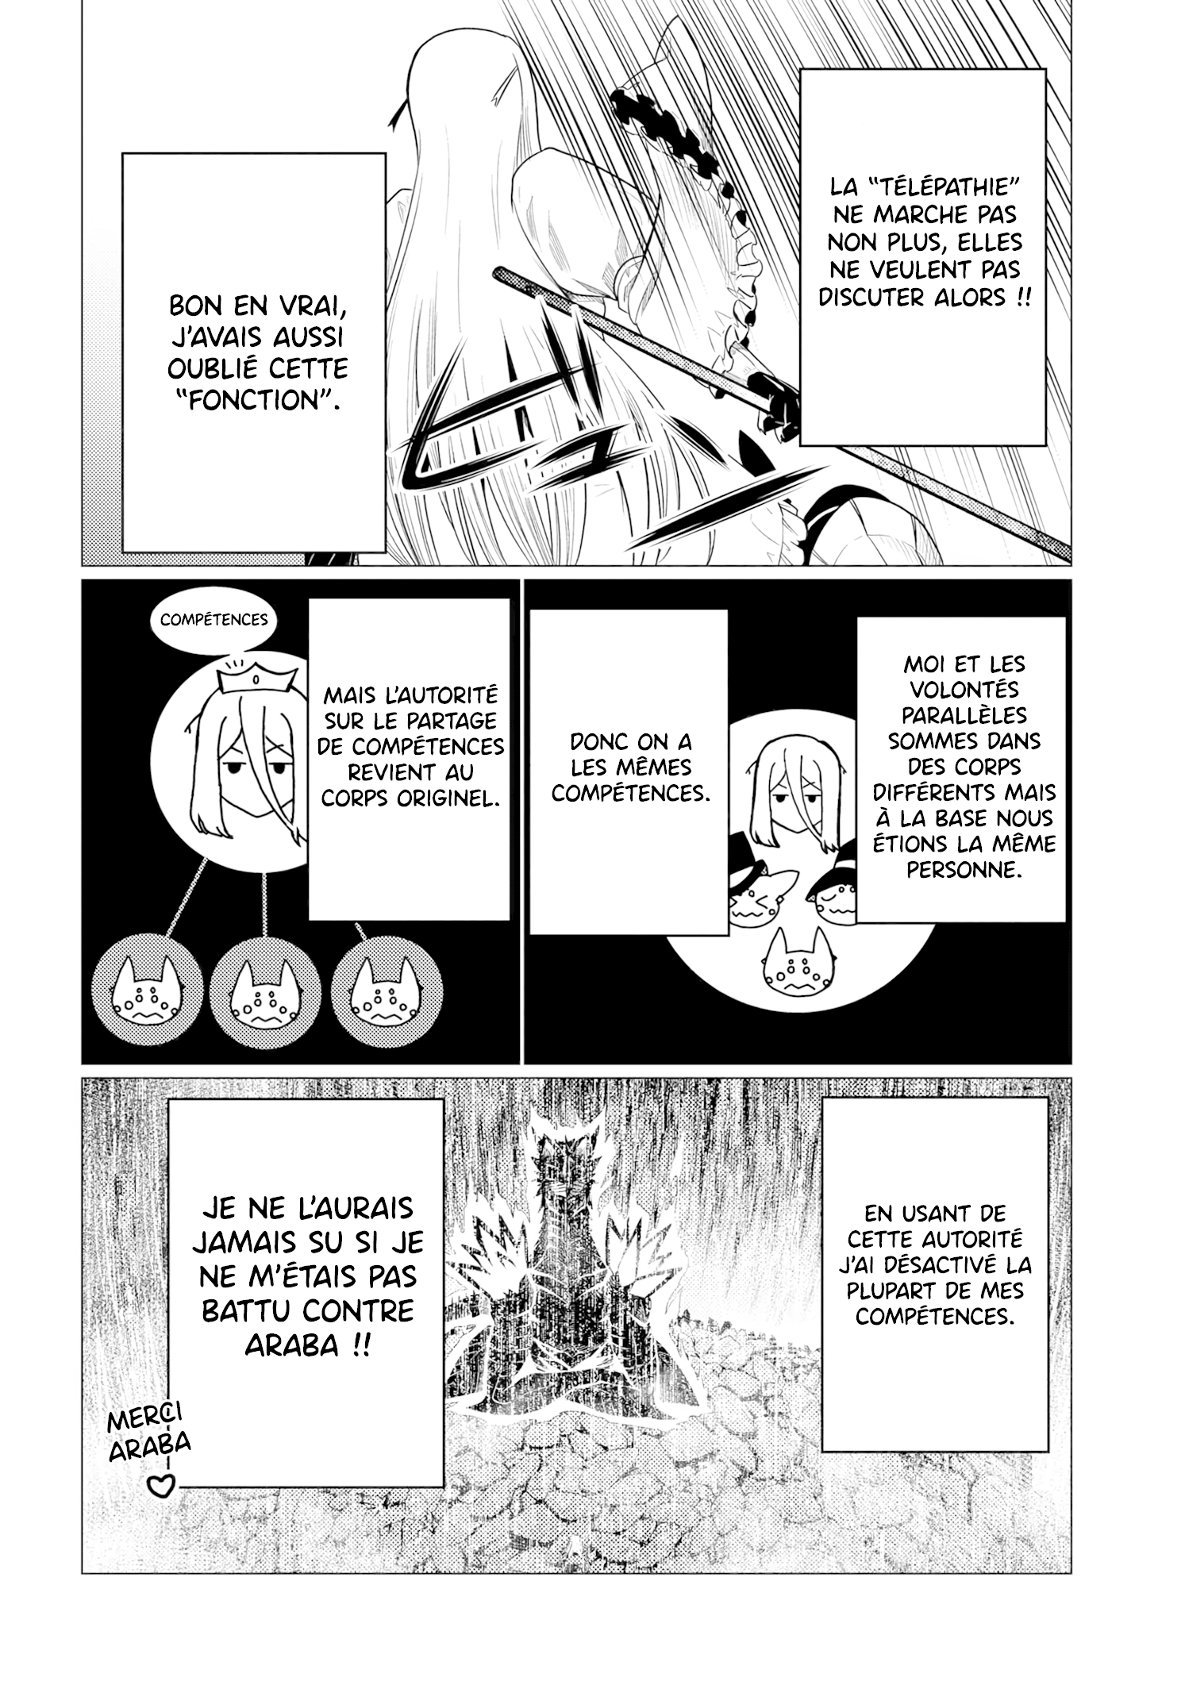 LA “TÉLÉPATHIE”
NE MARCHE PAS
NON PLUS, ELLES
NE VEULENT PAS
DISCUTER ALORS !!
BON EN VRAI,
J’AVAIS AUSSI
OUBLIÉ CETTE
“FONCTION”.
MOI ET LES
VOLONTÉS
PARALLÈLES
SOMMES DANS
DES CORPS
DIFFÉRENTS MAIS
À LA BASE NOUS
ÉTIONS LA MÊME
PERSONNE.
DONC ON A
LES MÊMES
COMPÉTENCES.
MAIS L’AUTORITÉ
SUR LE PARTAGE
DE COMPÉTENCES
REVIENT AU
CORPS ORIGINEL.
COMPÉTENCES
EN USANT DE
CETTE AUTORITÉ
J’AI DÉSACTIVÉ LA
PLUPART DE MES
COMPÉTENCES.
JE NE L’AURAIS
JAMAIS SU SI JE
NE M’ÉTAIS PAS
BATTU CONTRE
ARABA !!
MERCI
ARABA